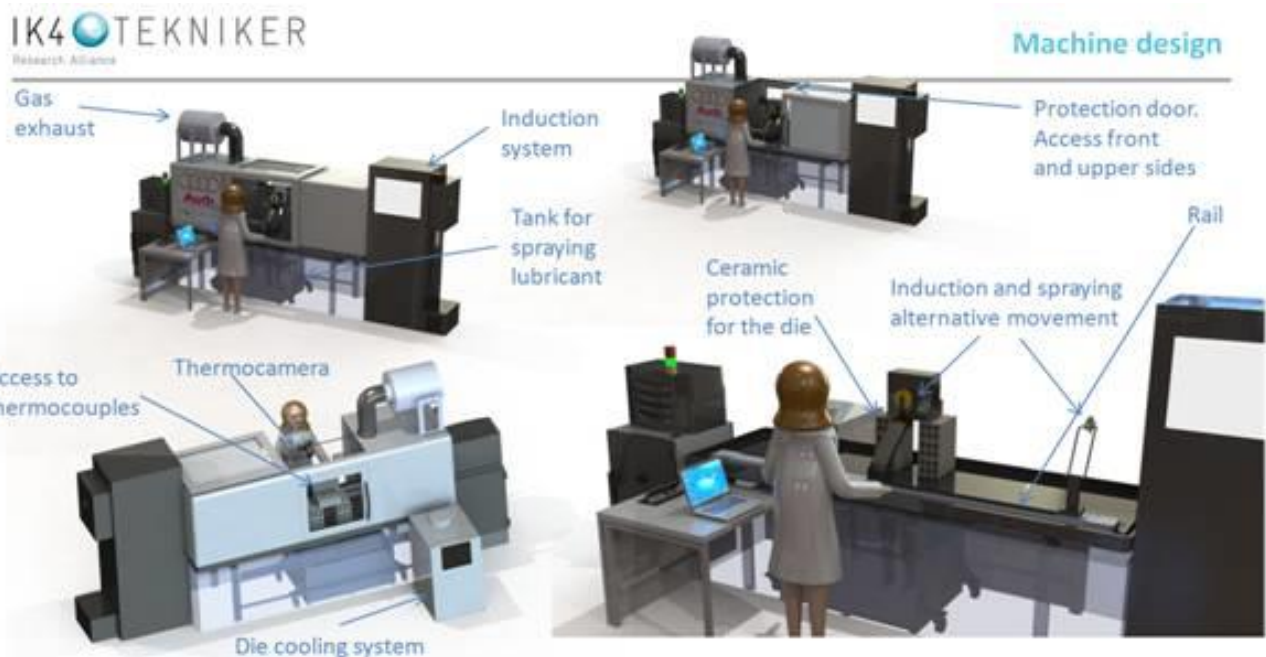 IK4 TEKNIKER
Research Alliance
Machine design
Gas
exhaust
Induction
system
Tank for
spraying
lubricant
Protection door.
Access front
and upper sides
Rail
Ceramic
protection
for the die
Induction and spraying
alternative movement
ccess to
hermocouples
Thermocamera
Die cooling system